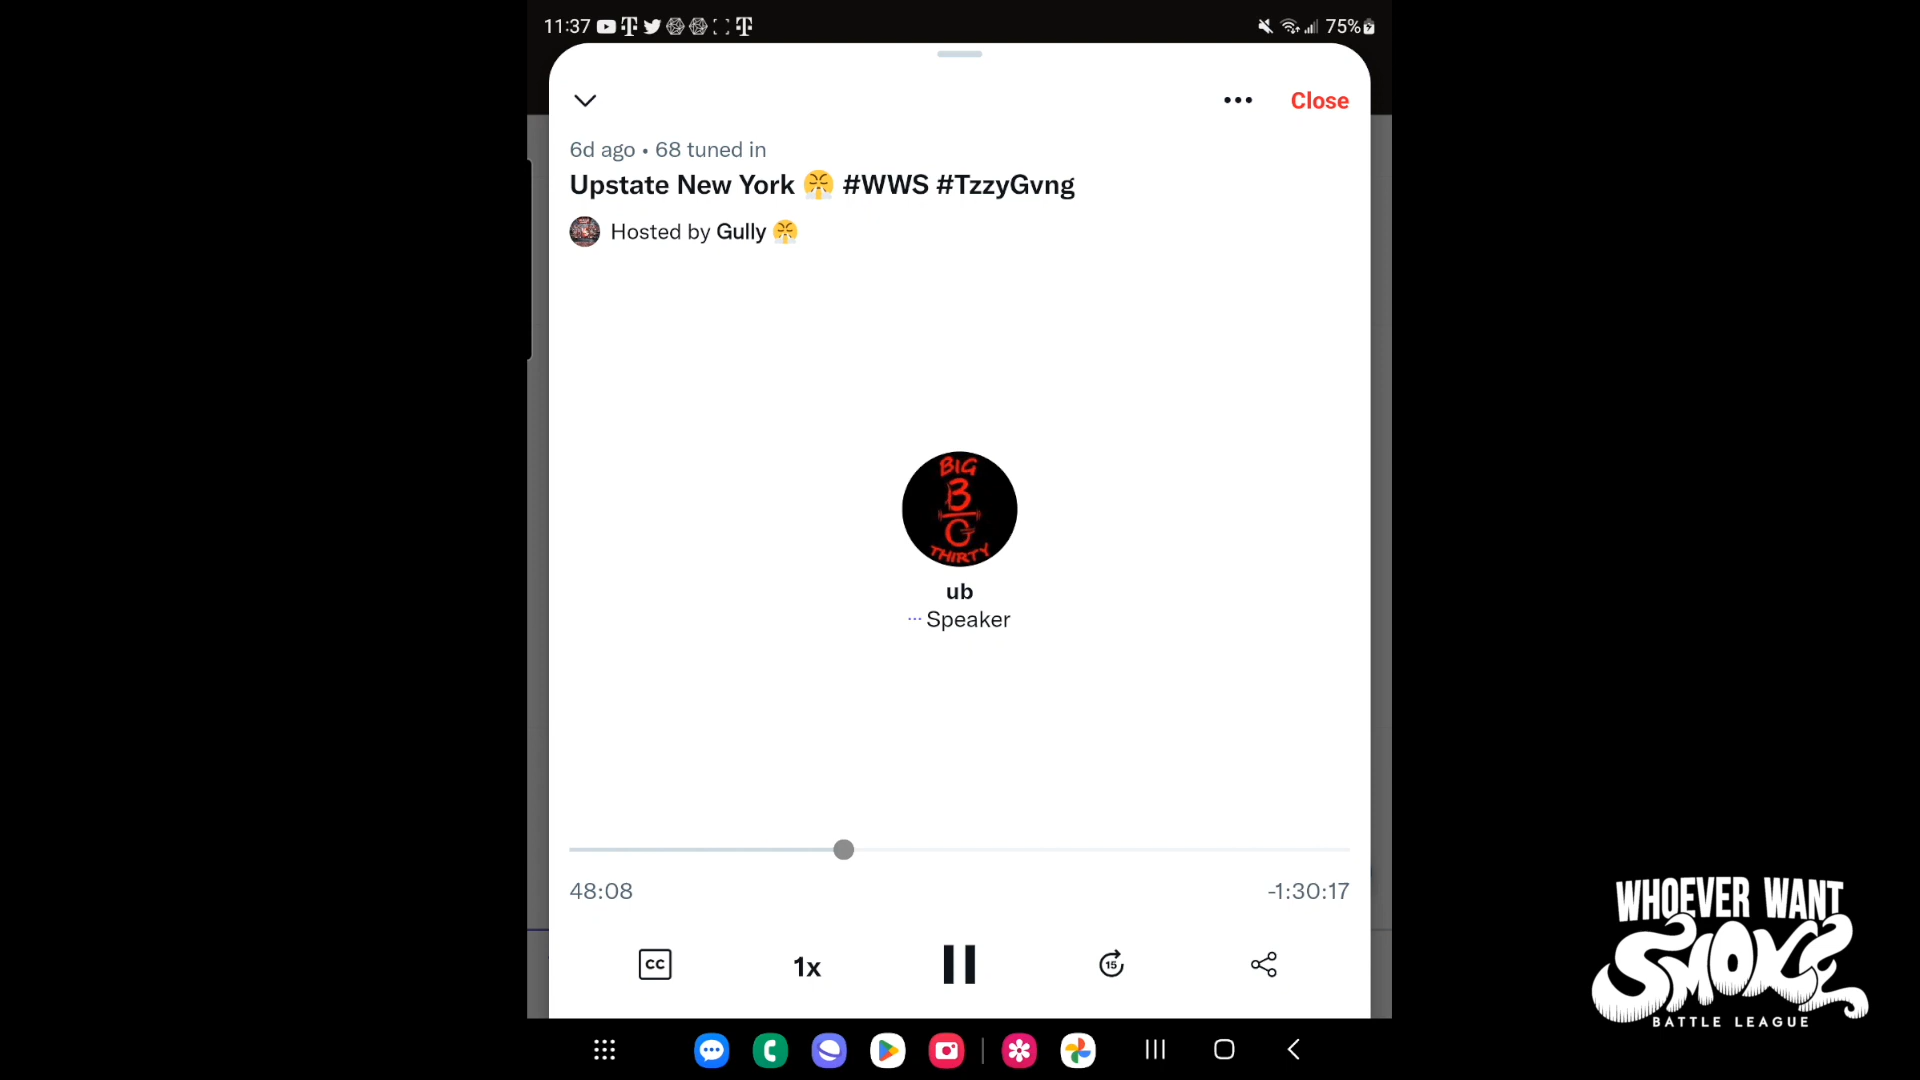 11:37
75%
Close
6d ago • 68 tuned in
Upstate New York 😤 #WWS #TzzyGvng
Hosted by Gully 😤
BIG
B
G
THIRTY
ub
Speaker
48:08
-1:30:17
CC
1x
15
WHOEVER WANT
SMOKE
BATTLE LEAGUE